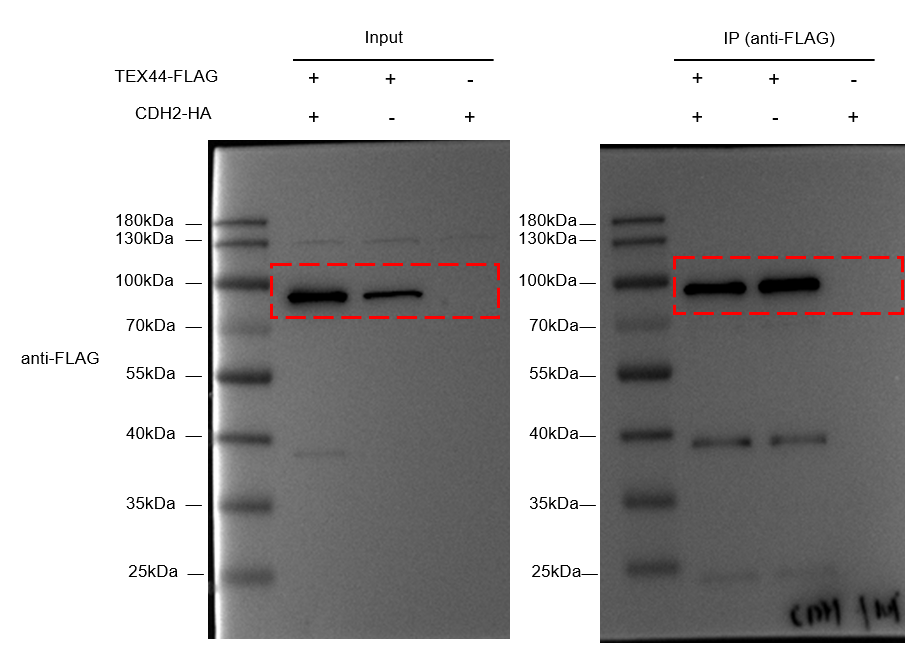 Input
IP (anti-FLAG)
TEX44-FLAG + + - + + -
CDH2-HA + - + + - +
180kDa 180kDa
130kDa 130kDa
100kDa 100kDa
70kDa 70kDa
anti-FLAG
55kDa 55kDa
40kDa 40kDa
35kDa 35kDa
25kDa 25kDa